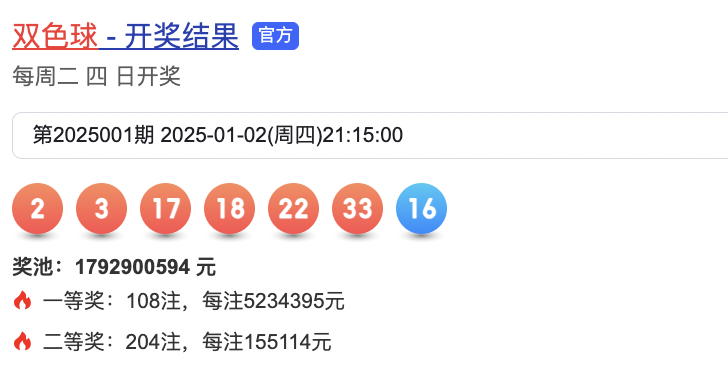 双色球 - 开奖结果 官方
每周二 四 日开奖
第2025001期 2025-01-02(周四)21:15:00
2 3 17 18 22 33 16
奖池：1792900594 元
一等奖：108注，每注5234395元
二等奖：204注，每注155114元